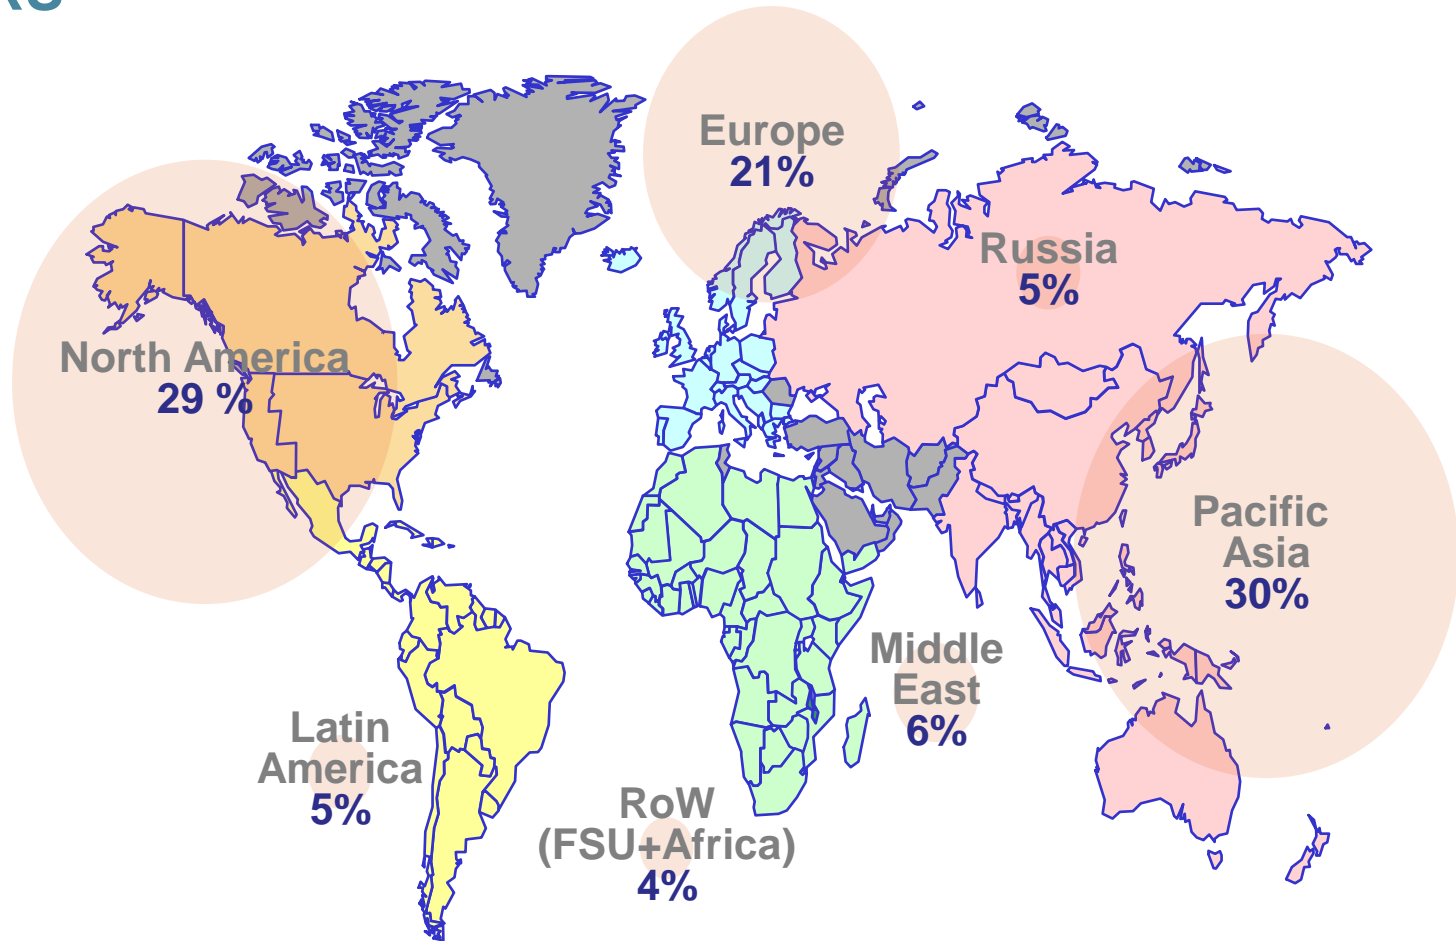 Europe
21%
Russia
5%
North America
29 %
Pacific
Asia
30%
Middle
East
6%
Latin
America
5%
RoW
(FSU+Africa)
4%